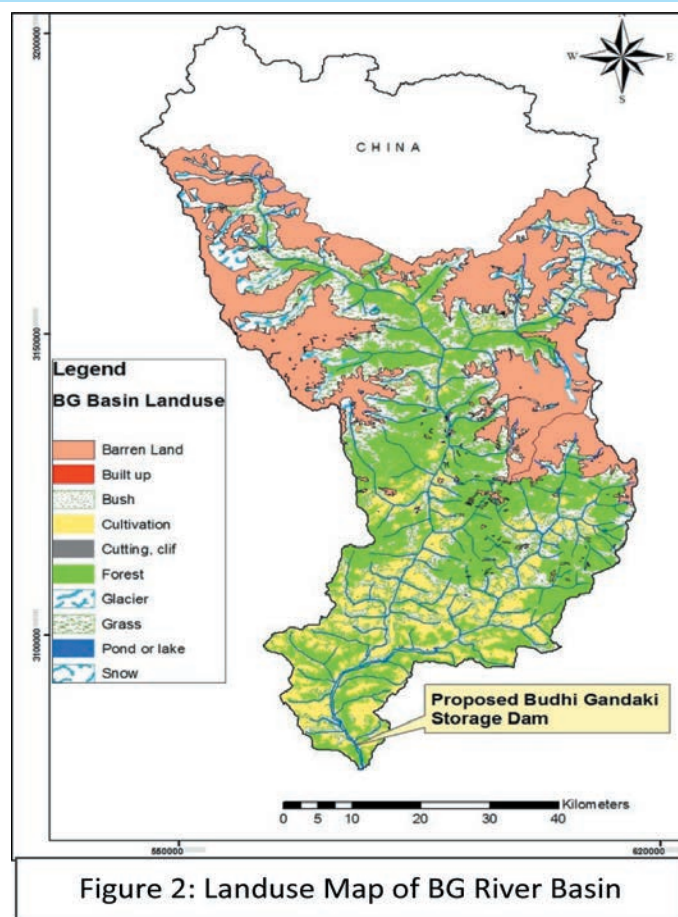 N
W E
S
3200000
CHINA
3150000
Legend
BG Basin Landuse
Barren Land
Built up
Bush
Cultivation
Cutting, clif
Forest
Glacier
Grass
Pond or lake
Snow
3100000
Proposed Budhi Gandaki
Storage Dam
Kilometers
0 5 10 20 30 40
560000 620000
Figure 2: Landuse Map of BG River Basin